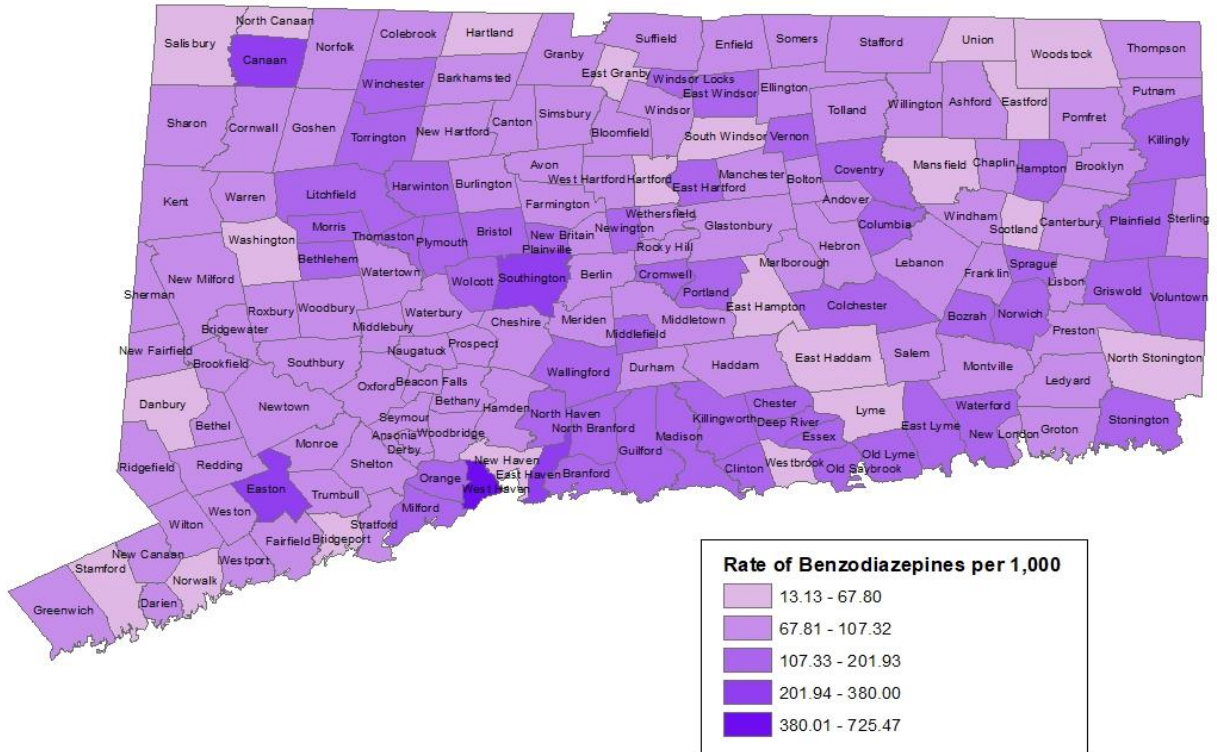 North Canaan
Salisbury
Canaan
Norfolk
Colebrook
Hartland
Granby
Suffield
Enfield
Somers
Stafford
Union
Woodstock
Thompson
East Granby
Windsor Locks
East Windsor
Winchester
Barkhamsted
Ellington
Putnam
Windsor
Tolland
Willington
Ashford
Eastford
Pomfret
Sharon
Cornwall
Goshen
Torrington
New Hartford
Canton
Simsbury
Bloomfield
South Windsor
Vernon
Killingly
Avon
West Hartford
Hartford
East Hartford
Manchester
Bolton
Coventry
Mansfield
Chaplin
Hampton
Brooklyn
Kent
Warren
Litchfield
Harwinton
Burlington
Farmington
Andover
Wethersfield
Newington
Rocky Hill
Glastonbury
Columbia
Windham
Scotland
Canterbury
Plainfield
Sterling
Washington
Morris
Thomaston
Plymouth
Bristol
New Britain
Plainville
Bethlehem
Watertown
Hebron
Marlborough
Lebanon
Franklin
Sprague
Lisbon
Griswold
Voluntown
New Milford
Sherman
Wolcott
Southington
Berlin
Cromwell
Portland
East Hampton
Colchester
Bozrah
Norwich
Preston
Roxbury
Woodbury
Bridgewater
Middlebury
Waterbury
Cheshire
Meriden
Middlefield
Middletown
New Fairfield
Brookfield
Southbury
Naugatuck
Prospect
Wallingford
Durham
Haddam
East Haddam
Salem
Montville
Ledyard
North Stonington
Oxford
Beacon Falls
Bethany
Hamden
Danbury
Bethel
Newtown
Seymour
Ansonia
Derby
Woodbridge
North Haven
North Branford
Killingworth
Chester
Deep River
Essex
Lyme
East Lyme
Waterford
New London
Groton
Stonington
Monroe
Shelton
Guilford
Madison
Ridgefield
Redding
Easton
Trumbull
Orange
New Haven
East Haven
West Haven
Branford
Clinton
Westbrook
Old Saybrook
Old Lyme
Milford
Stratford
Bridgeport
Wilton
Weston
Fairfield
New Canaan
Westport
Stamford
Norwalk
Darien
Greenwich
Rate of Benzodiazepines per 1,000
13.13 - 67.80
67.81 - 107.32
107.33 - 201.93
201.94 - 380.00
380.01 - 725.47